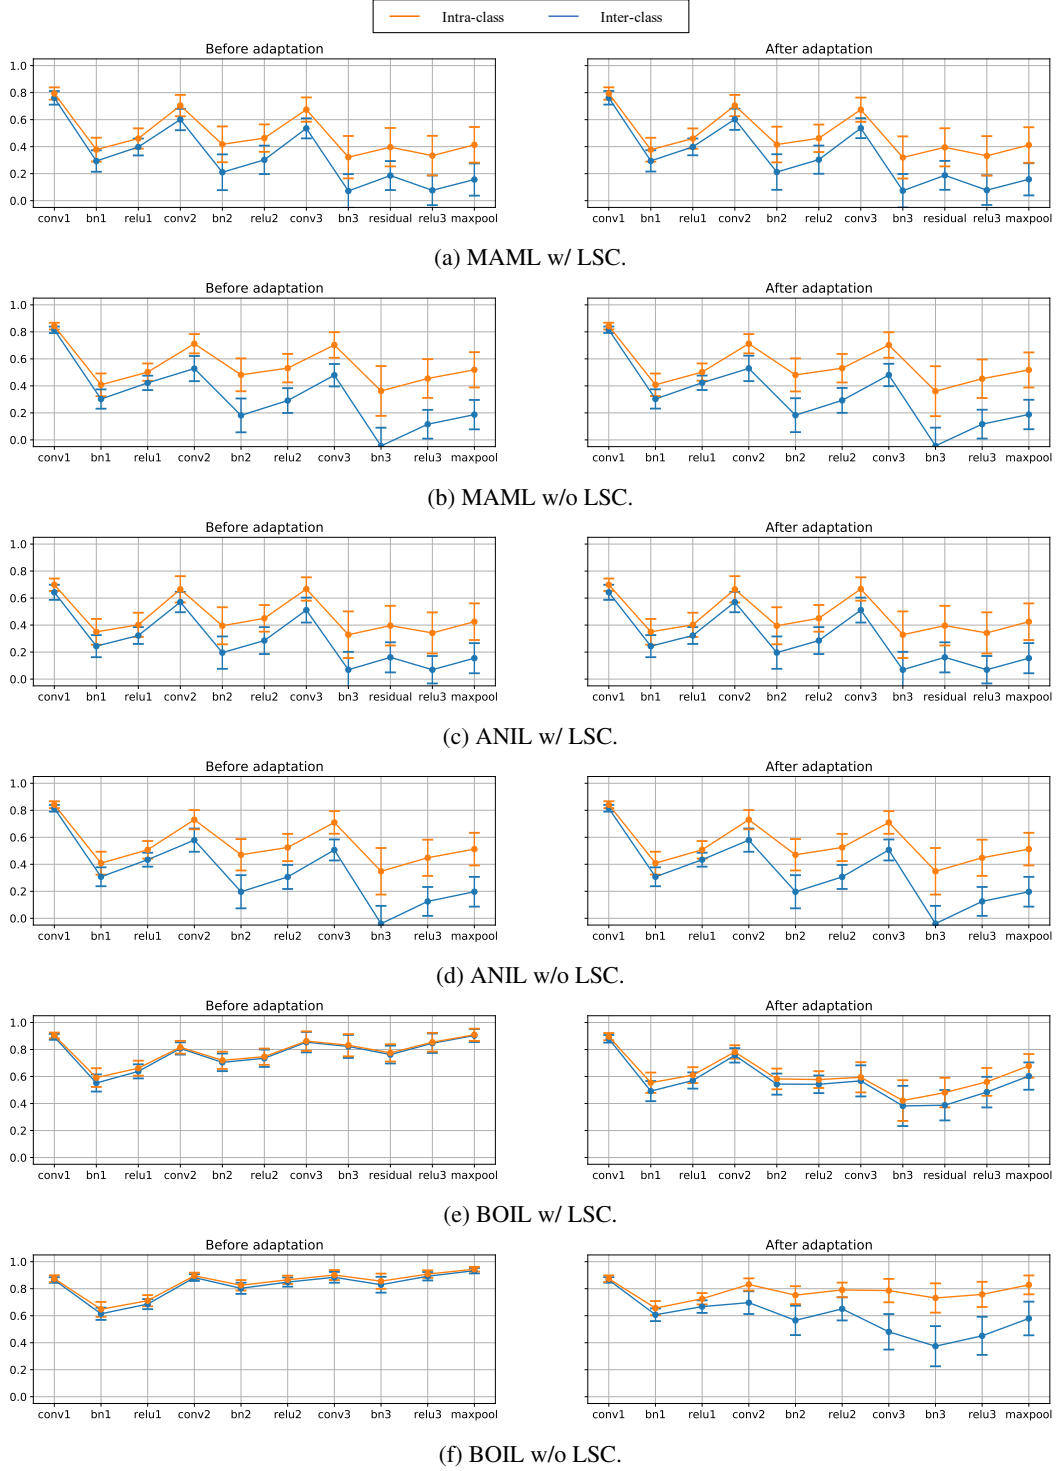 Intra-class Inter-class
Before adaptation After adaptation
1.0
0.8
0.6
0.4
0.2
0.0
conv1 bn1 relu1 conv2 bn2 relu2 conv3 bn3 residual relu3 maxpool conv1 bn1 relu1 conv2 bn2 relu2 conv3 bn3 residual relu3 maxpool
(a) MAML w/ LSC.
Before adaptation After adaptation
1.0
0.8
0.6
0.4
0.2
0.0
conv1 bn1 relu1 conv2 bn2 relu2 conv3 bn3 relu3 maxpool conv1 bn1 relu1 conv2 bn2 relu2 conv3 bn3 relu3 maxpool
(b) MAML w/o LSC.
Before adaptation After adaptation
1.0
0.8
0.6
0.4
0.2
0.0
conv1 bn1 relu1 conv2 bn2 relu2 conv3 bn3 residual relu3 maxpool conv1 bn1 relu1 conv2 bn2 relu2 conv3 bn3 residual relu3 maxpool
(c) ANIL w/ LSC.
Before adaptation After adaptation
1.0
0.8
0.6
0.4
0.2
0.0
conv1 bn1 relu1 conv2 bn2 relu2 conv3 bn3 relu3 maxpool conv1 bn1 relu1 conv2 bn2 relu2 conv3 bn3 relu3 maxpool
(d) ANIL w/o LSC.
Before adaptation After adaptation
1.0
0.8
0.6
0.4
0.2
0.0
conv1 bn1 relu1 conv2 bn2 relu2 conv3 bn3 residual relu3 maxpool conv1 bn1 relu1 conv2 bn2 relu2 conv3 bn3 residual relu3 maxpool
(e) BOIL w/ LSC.
Before adaptation After adaptation
1.0
0.8
0.6
0.4
0.2
0.0
conv1 bn1 relu1 conv2 bn2 relu2 conv3 bn3 relu3 maxpool conv1 bn1 relu1 conv2 bn2 relu2 conv3 bn3 relu3 maxpool
(f) BOIL w/o LSC.